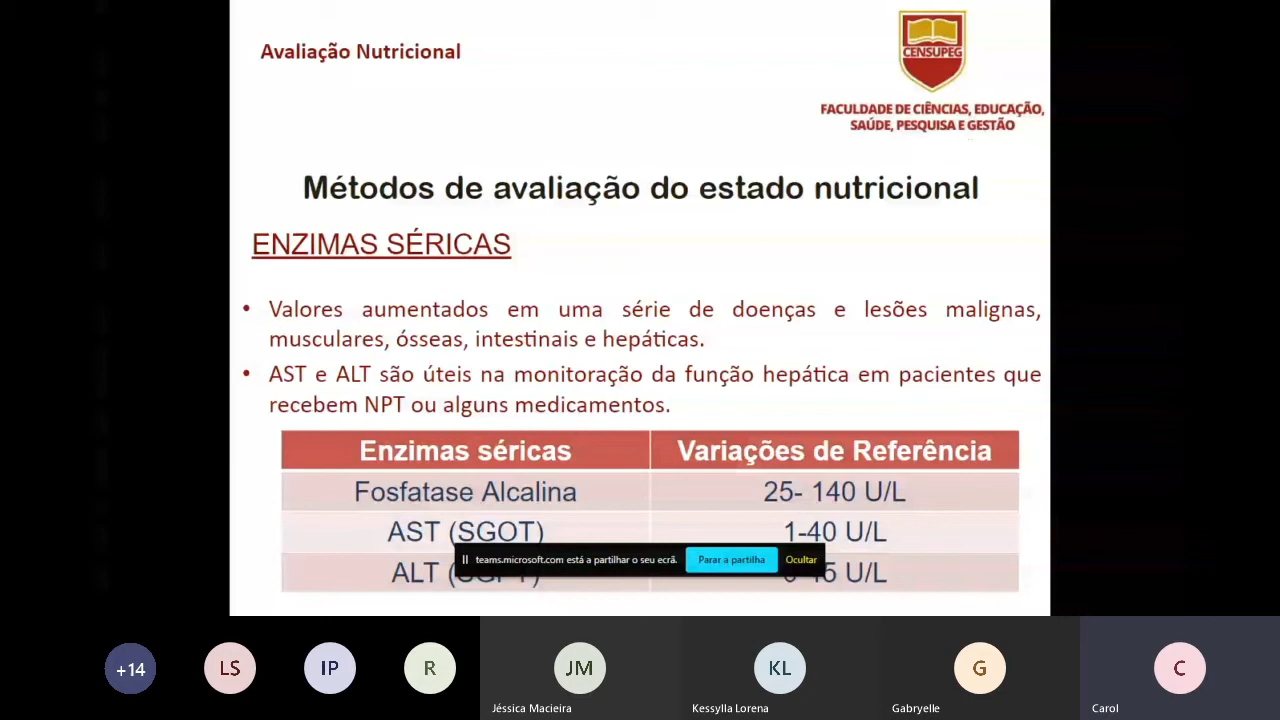 Avaliação Nutricional
CENSUPEG
FACULDADE DE CIÊNCIAS, EDUCAÇÃO,
SAÚDE, PESQUISA E GESTÃO
Métodos de avaliação do estado nutricional
ENZIMAS SÉRICAS
• Valores aumentados em uma série de doenças e lesões malignas,
musculares, ósseas, intestinais e hepáticas.
• AST e ALT são úteis na monitoração da função hepática em pacientes que
recebem NPT ou alguns medicamentos.
Enzimas séricas Variações de Referência
Fosfatase Alcalina 25- 140 U/L
AST (SGOT) 1-40 U/L
teams.microsoft.com está a partilhar o seu ecrã. Parar a partilha Ocultar
ALT U/L
+14 LS IP R JM KL G C
Jéssica Macieira Kessylla Lorena Gabryelle Carol